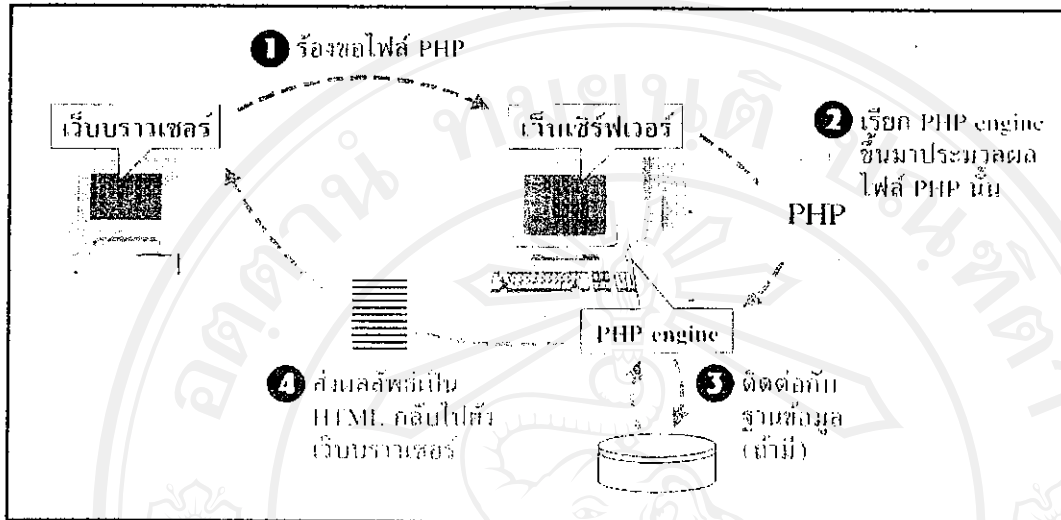 1 ร้องขอไฟล์ PHP
เว็บบราวเซอร์
เว็บเซิร์ฟเวอร์
2 เรียก PHP engine
ขึ้นมาประมวลผล
ไฟล์ PHP นั้น
PHP
PHP engine
4 ส่งผลลัพธ์เป็น
HTML กลับไปตัว
เว็บบราวเซอร์
3 ติดต่อกับ
ฐานข้อมูล
(ถ้ามี)